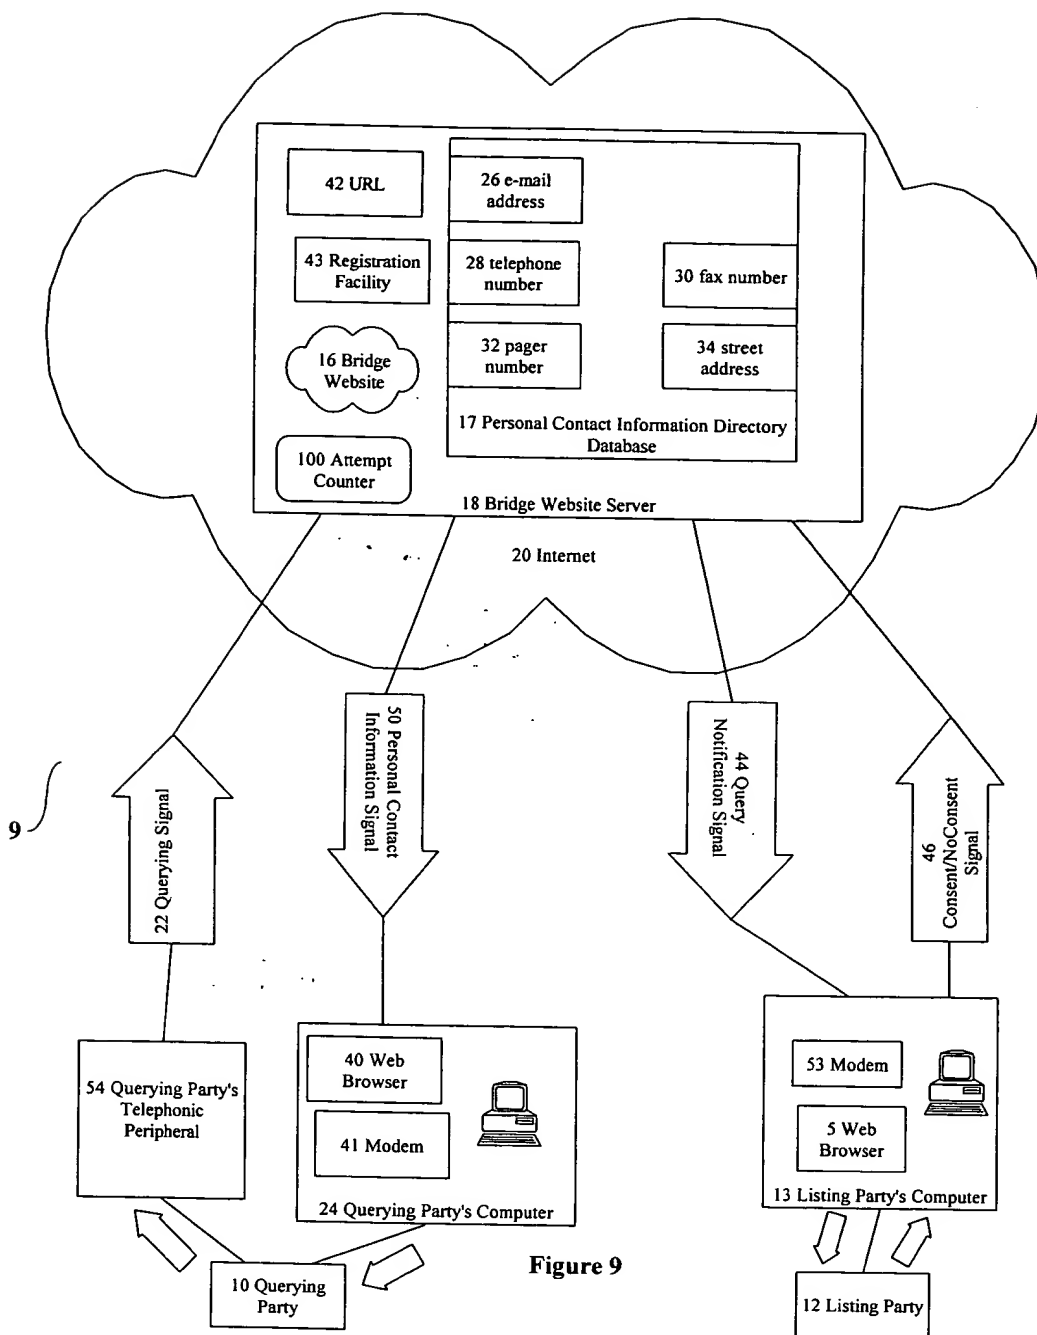 42 URL
26 e-mail
address
43 Registration
Facility
28 telephone
number
30 fax number
16 Bridge
Website
32 pager
number
34 street
address
17 Personal Contact Information Directory
Database
100 Attempt
Counter
18 Bridge Website Server
20 Internet
9
22 Querying Signal
50 Personal Contact
Information Signal
44 Query
Notification Signal
46
Consent/NoConsent
Signal
54 Querying Party's
Telephonic
Peripheral
40 Web
Browser
41 Modem
24 Querying Party's Computer
53 Modem
5 Web
Browser
13 Listing Party's Computer
10 Querying
Party
Figure 9
12 Listing Party